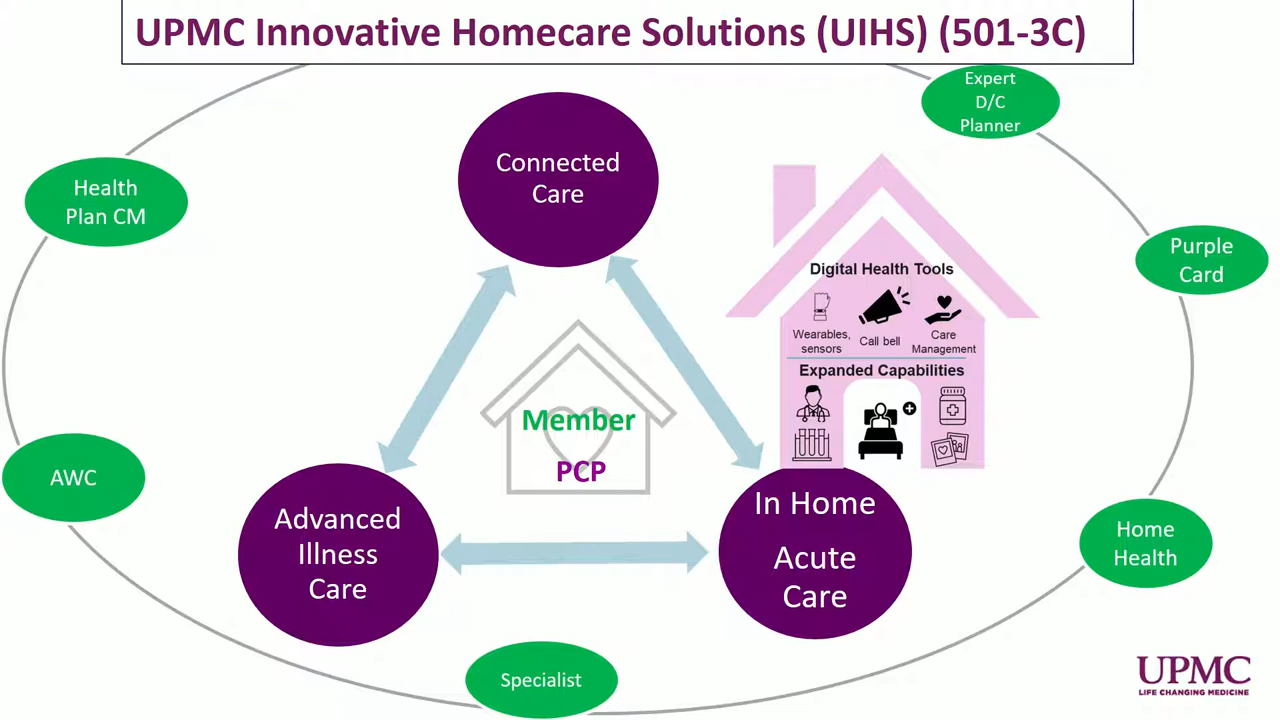 UPMC Innovative Homecare Solutions (UIHS) (501-3C)
Expert
D/C
Planner
Connected
Care
Health
Plan CM
Purple
Card
Digital Health Tools
Wearables,
sensors
Call bell
Care
Management
Expanded Capabilities
Member
PCP
AWC
Advanced
Illness
Care
In Home
Acute
Care
Home
Health
Specialist
UPMC
LIFE CHANGING MEDICINE